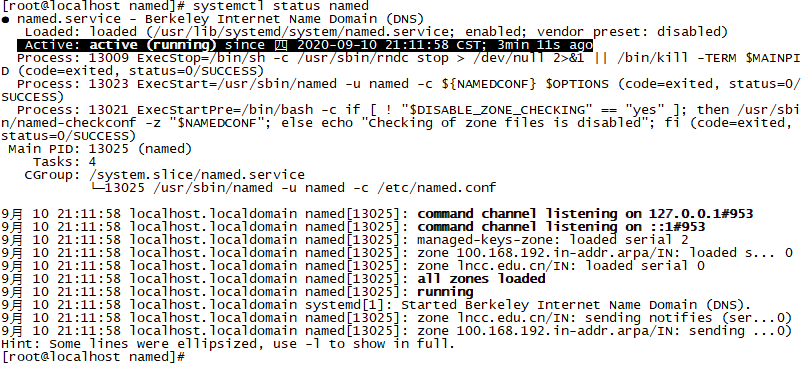 [root@localhost named]# systemctl status named
● named.service - Berkeley Internet Name Domain (DNS)
   Loaded: loaded (/usr/lib/systemd/system/named.service; enabled; vendor preset: disabled)
   Active: active (running) since 四 2020-09-10 21:11:58 CST; 3min 11s ago
  Process: 13009 ExecStop=/bin/sh -c /usr/sbin/rndc stop > /dev/null 2>&1 || /bin/kill -TERM $MAINPI
D (code=exited, status=0/SUCCESS)
  Process: 13023 ExecStart=/usr/sbin/named -u named -c ${NAMEDCONF} $OPTIONS (code=exited, status=0/
SUCCESS)
  Process: 13021 ExecStartPre=/bin/bash -c if [ ! "$DISABLE_ZONE_CHECKING" == "yes" ]; then /usr/sbi
n/named-checkconf -z "$NAMEDCONF"; else echo "Checking of zone files is disabled"; fi (code=exited,
status=0/SUCCESS)
 Main PID: 13025 (named)
    Tasks: 4
   CGroup: /system.slice/named.service
           └─13025 /usr/sbin/named -u named -c /etc/named.conf
9月 10 21:11:58 localhost.localdomain named[13025]: command channel listening on 127.0.0.1#953
9月 10 21:11:58 localhost.localdomain named[13025]: command channel listening on ::1#953
9月 10 21:11:58 localhost.localdomain named[13025]: managed-keys-zone: loaded serial 2
9月 10 21:11:58 localhost.localdomain named[13025]: zone 100.168.192.in-addr.arpa/IN: loaded s... 0
9月 10 21:11:58 localhost.localdomain named[13025]: zone lncc.edu.cn/IN: loaded serial 0
9月 10 21:11:58 localhost.localdomain named[13025]: all zones loaded
9月 10 21:11:58 localhost.localdomain named[13025]: running
9月 10 21:11:58 localhost.localdomain systemd[1]: Started Berkeley Internet Name Domain (DNS).
9月 10 21:11:58 localhost.localdomain named[13025]: zone lncc.edu.cn/IN: sending notifies (ser...0)
9月 10 21:11:58 localhost.localdomain named[13025]: zone 100.168.192.in-addr.arpa/IN: sending ...0)
Hint: Some lines were ellipsized, use -l to show in full.
[root@localhost named]#